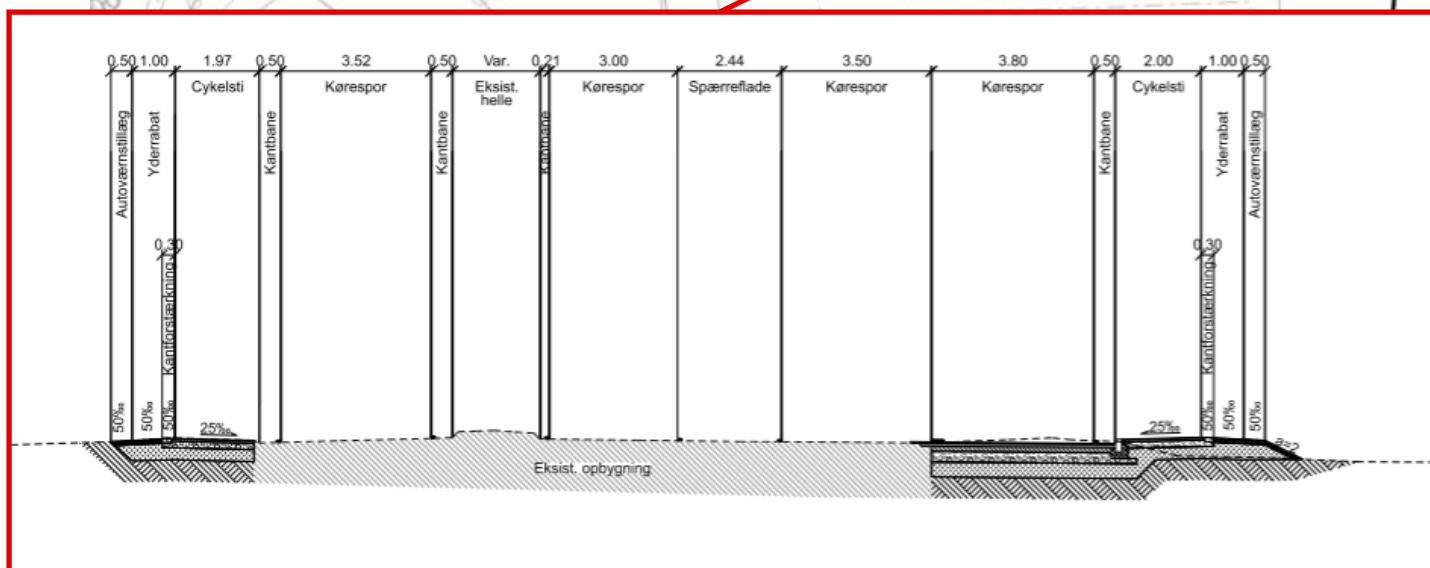 0.50 1.00 1.97 0.50 3.52 0.50 Var. 0.21 3.00 2.44 3.50 3.80 0.50 2.00 1.00 0.50
Cykelsti Kørespor Eksist. Kørespor Spærreflade Kørespor Kørespor Cykelsti
helle
Autoværnstillæg Yderrabat Kantbane Kantbane Kantbane Kantbane Yderrabat Autoværnstillæg
0.30 0.30
Kantforstærkning Kantforstærkning
50‰ 50‰ 50‰ 25‰ 25‰ 50‰ 50‰ 50‰
a=2
Eksist. opbygning